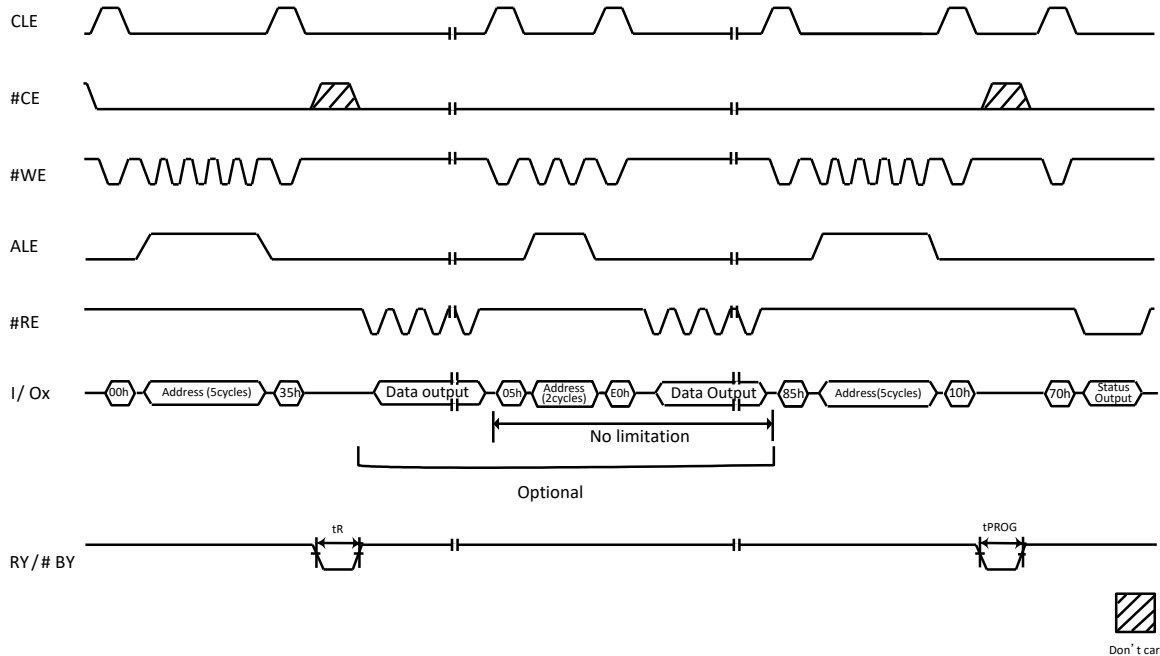 CLE
#CE
#WE
ALE
#RE
I/ Ox
00h Address (5cycles) 35h Data output 05h Address (2cycles) E0h Data Output 85h Address(5cycles) 10h 70h Status Output
No limitation
Optional
tR
tPROG
RY/# BY
Don't car